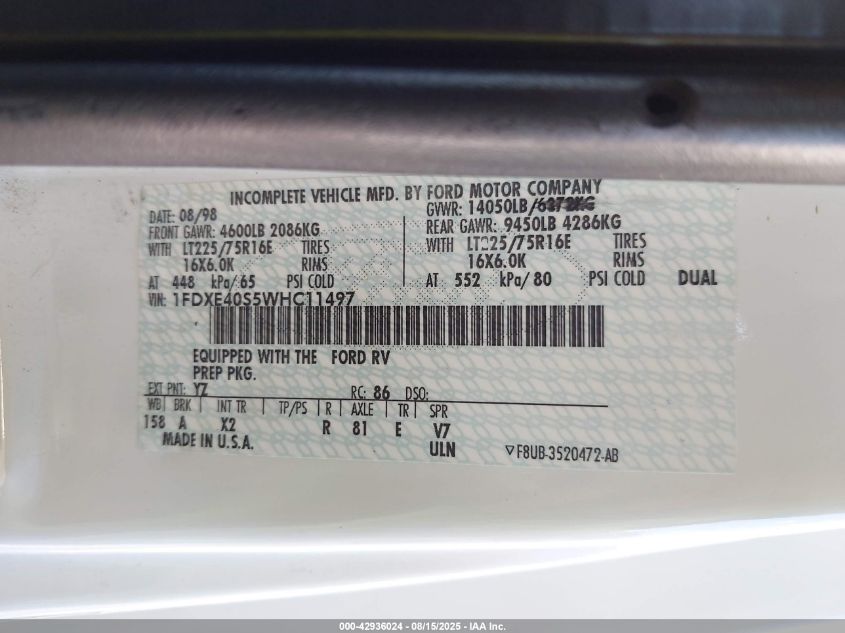 INCOMPLETE VEHICLE MFD. BY FORD MOTOR COMPANY
DATE: 08/98 GVWR: 14050LB/6373KG
FRONT GAWR: 4600LB 2086KG REAR GAWR: 9450LB 4286KG
WITH LT225/75R16E TIRES WITH LT225/75R16E TIRES
16X6.0K RIMS 16X6.0K RIMS
AT 448 kPa/65 PSI COLD AT 552 kPa/80 PSI COLD DUAL
VIN: 1FDXE40S5WHC11497
EQUIPPED WITH THE FORD RV
PREP PKG.
EXT PNT: YZ RC: 86 DSO:
WB BRK INT TR TP/PS R AXLE TR SPR
158 A X2 R 81 E V7
MADE IN U.S.A. ULN ▽F8UB-3520472-AB
000-42936024 - 08/15/2025 - IAA Inc.